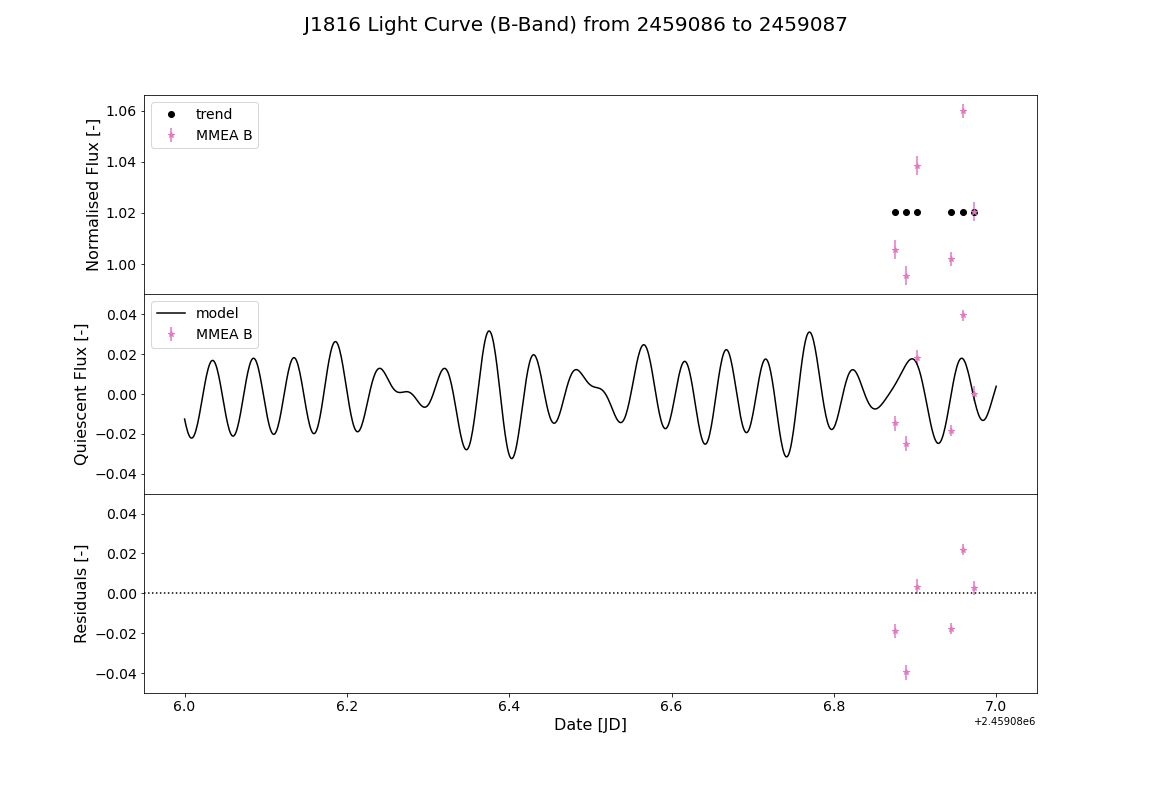 J1816 Light Curve (B-Band) from 2459086 to 2459087
Normalised Flux [-]
1.06
1.04
1.02
1.00
trend
MMEA B
Quiescent Flux [-]
0.04
0.02
0.00
−0.02
−0.04
model
MMEA B
Residuals [-]
0.04
0.02
0.00
−0.02
−0.04
6.0 6.2 6.4 6.6 6.8 7.0
+2.45908e6
Date [JD]